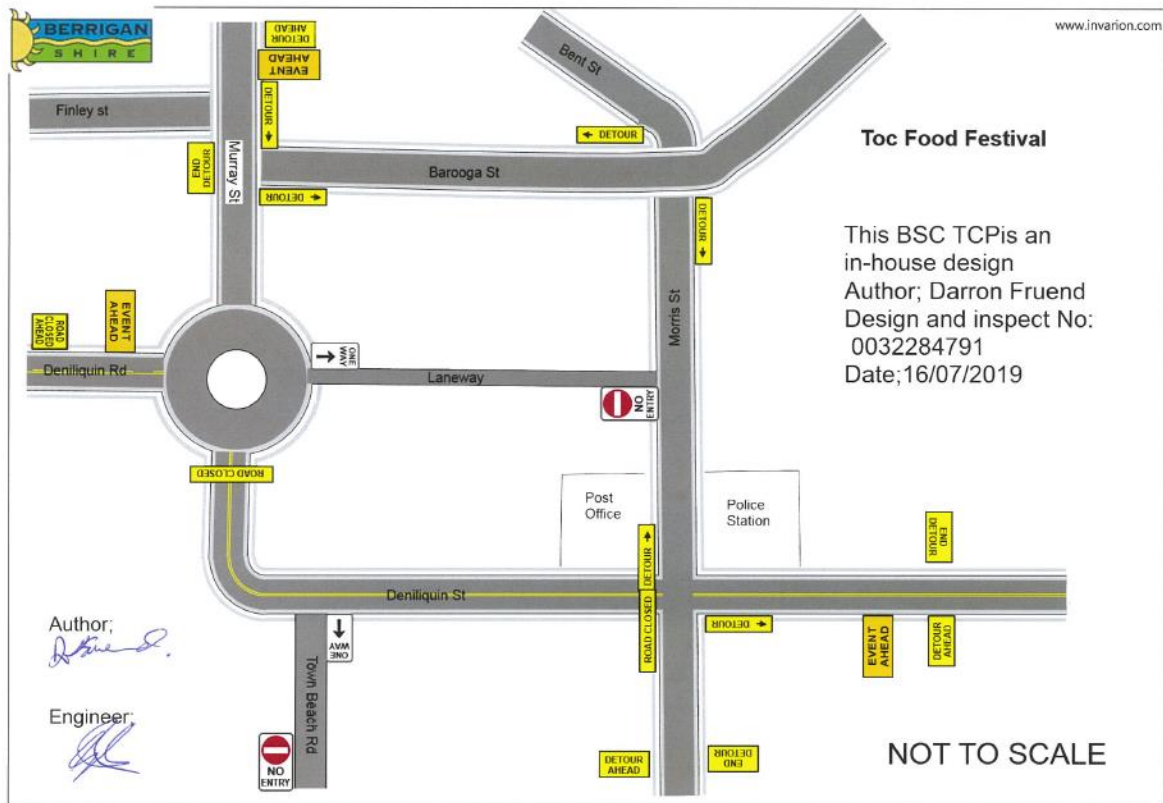 BERRIGAN
SHIRE
www.invarion.com
DETOUR
AHEAD
EVENT
AHEAD
Bent St
Finley st
DETOUR
DETOUR
Toc Food Festival
END
DETOUR
Murray St
Barooga St
DETOUR
DETOUR
This BSC TCPis an
in-house design
Author; Darron Fruend
Design and inspect No:
0032284791
Date;16/07/2019
ROAD
CLOSED
AHEAD
EVENT
AHEAD
Morris St
ONE
WAY
Deniliquin Rd
Laneway
NO
ENTRY
ROAD CLOSED
Post
Office
Police
Station
END
DETOUR
DETOUR
ROAD CLOSED
Deniliquin St
DETOUR
EVENT
AHEAD
DETOUR
AHEAD
ONE
WAY
Author;
Town Beach Rd
Engineer;
NO
ENTRY
DETOUR
AHEAD
END
DETOUR
NOT TO SCALE